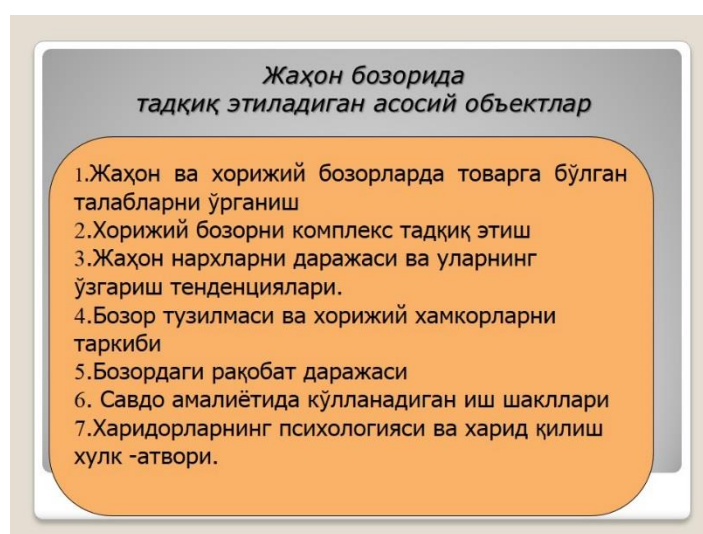 Жаҳон бозорида
тадқиқ этиладиган асосий объектлар
1.Жаҳон ва хорижий бозорларда товарга бўлган
талабларни ўрганиш
2.Хорижий бозорни комплекс тадқиқ этиш
3.Жаҳон нархларни даражаси ва уларнинг
ўзгариш тенденциялари.
4.Бозор тузилмаси ва хорижий хамкорларни
таркиби
5.Бозордаги рақобат даражаси
6. Савдо амалиётида кўлланадиган иш шакллари
7.Харидорларнинг психологияси ва харид қилиш
хулк -атвори.